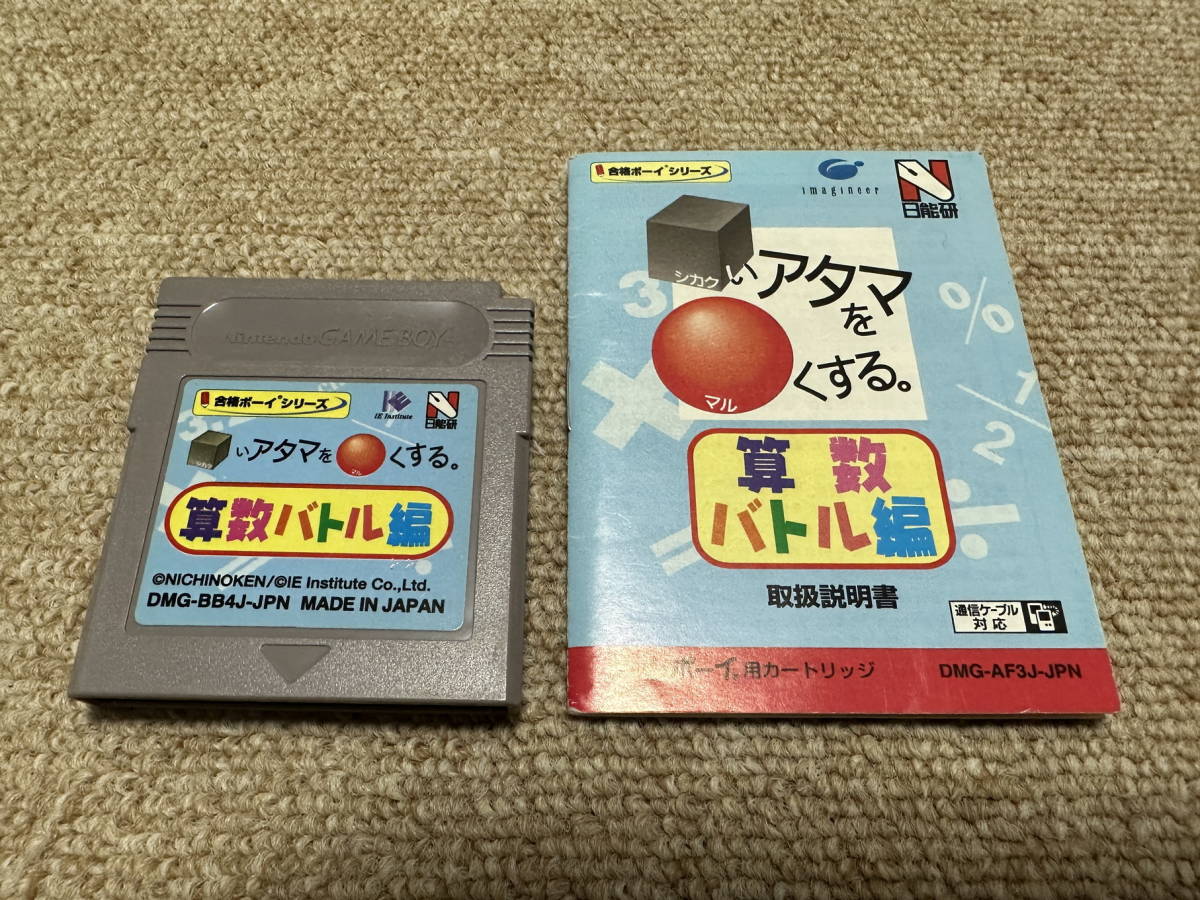 Nintendo GAME BOY
合格ボーイ®シリーズ
IE Institute
日能研
シカク
いアタマを
マル
くする。
算数バトル編
©NICHINOKEN/©IE Institute Co.,Ltd.
DMG-BB4J-JPN MADE IN JAPAN
合格ボーイ®シリーズ
imagineer
日能研
シカク
いアタマ
を
マル
くする。
算数
バトル編
取扱説明書
通信ケーブル
対応
ボーイ®用カートリッジ
DMG-AF3J-JPN
3
%
1
2